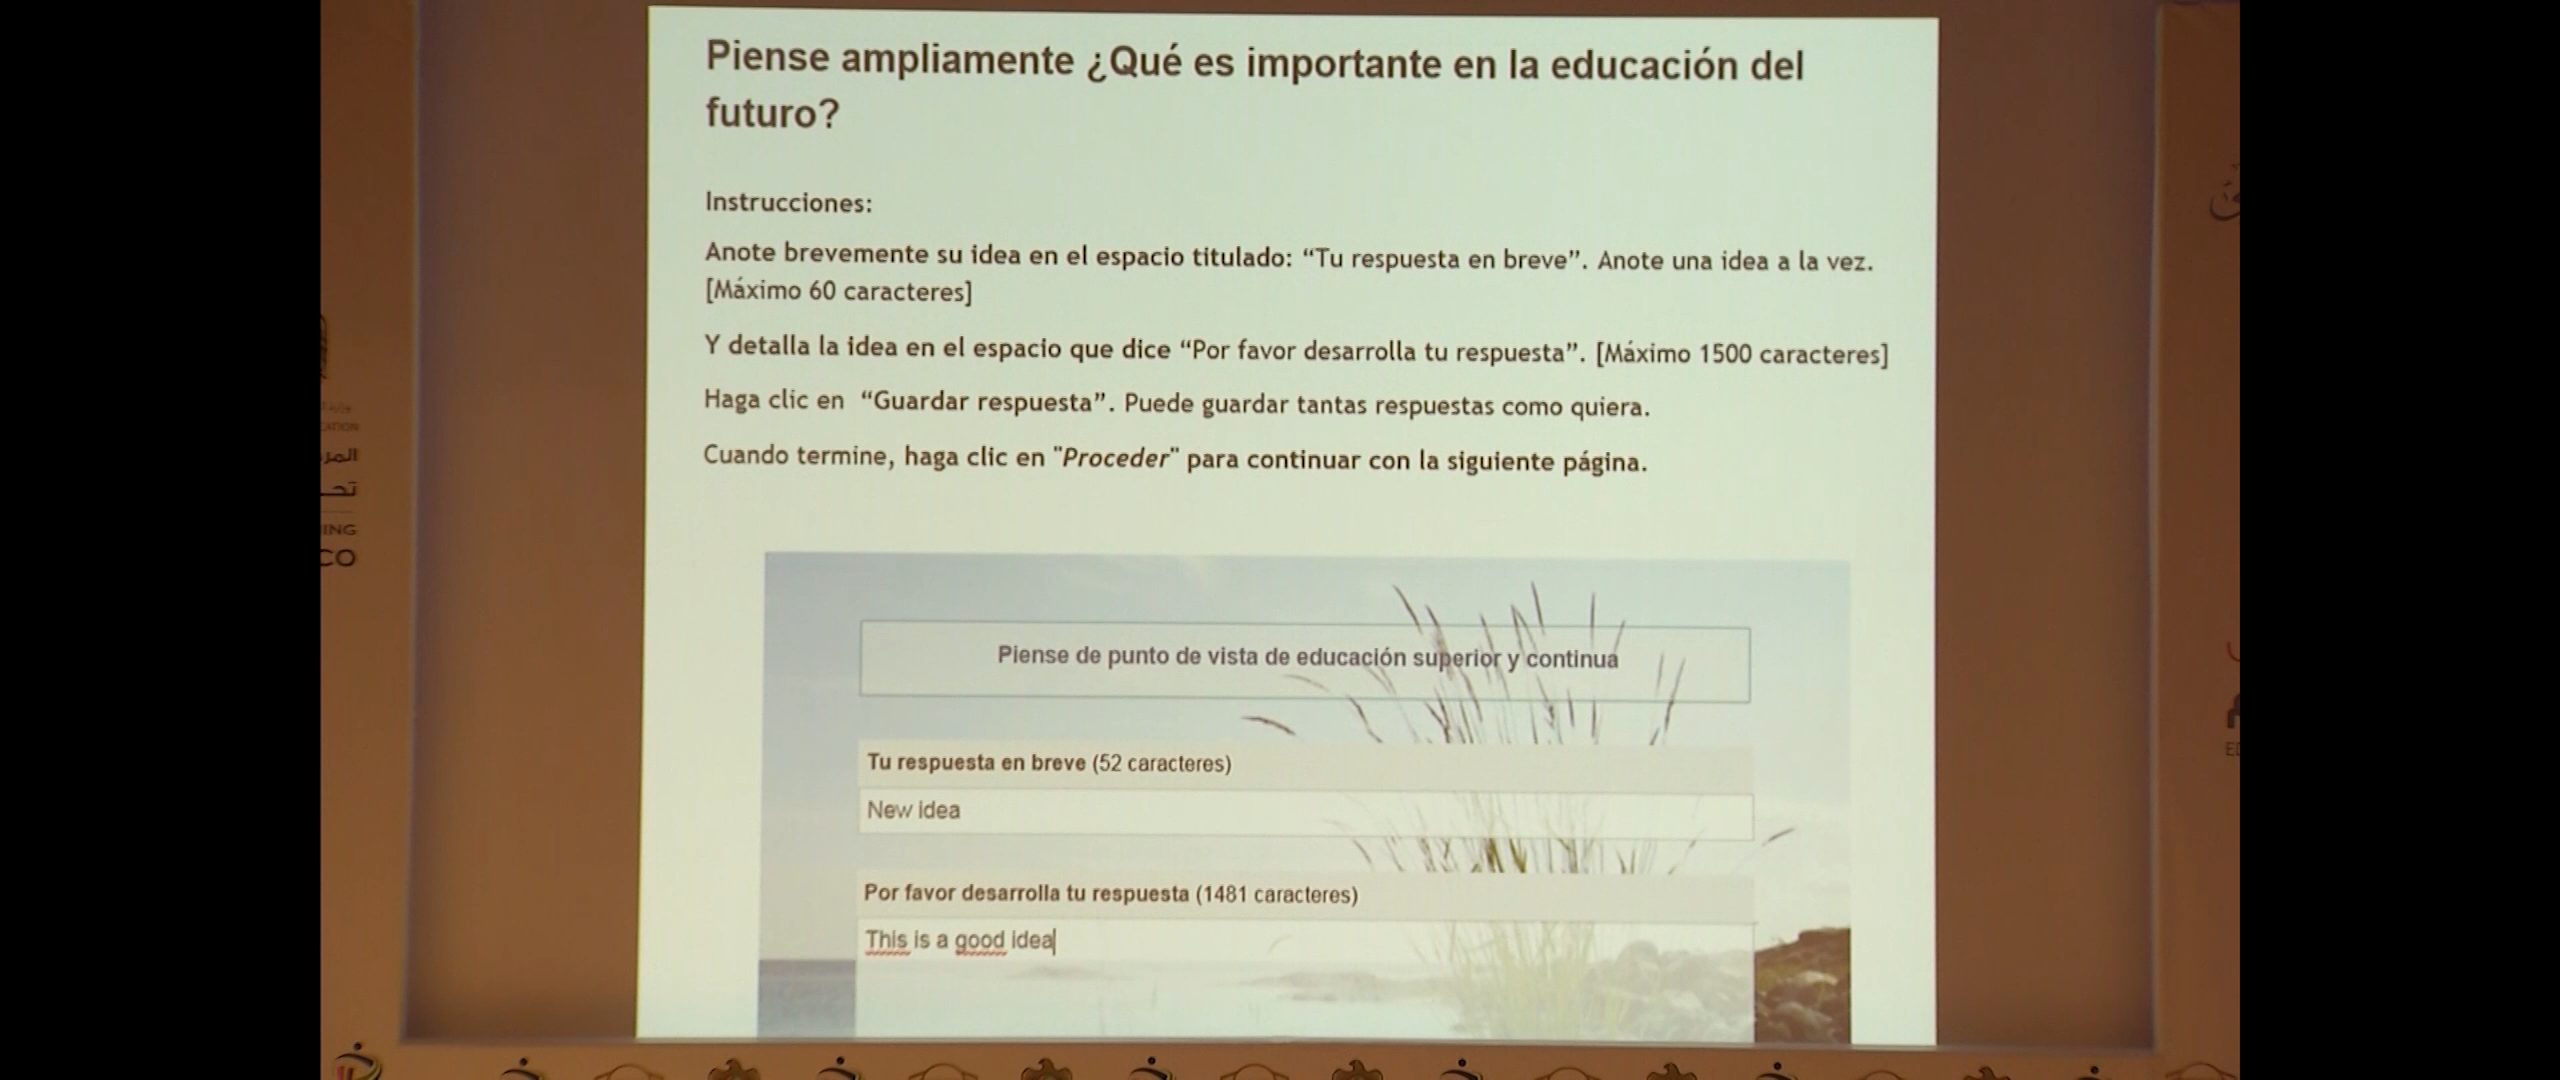 Piense ampliamente ¿Qué es importante en la educación del
futuro?
Instrucciones:
Anote brevemente su idea en el espacio titulado: “Tu respuesta en breve”. Anote una idea a la vez.
[Máximo 60 caracteres]
Y detalla la idea en el espacio que dice “Por favor desarrolla tu respuesta”. [Máximo 1500 caracteres]
Haga clic en “Guardar respuesta”. Puede guardar tantas respuestas como quiera.
Cuando termine, haga clic en "Proceder" para continuar con la siguiente página.
Piense de punto de vista de educación superior y continua
Tu respuesta en breve (52 caracteres)
New idea
Por favor desarrolla tu respuesta (1481 caracteres)
This is a good idea
CATION
ING
CO